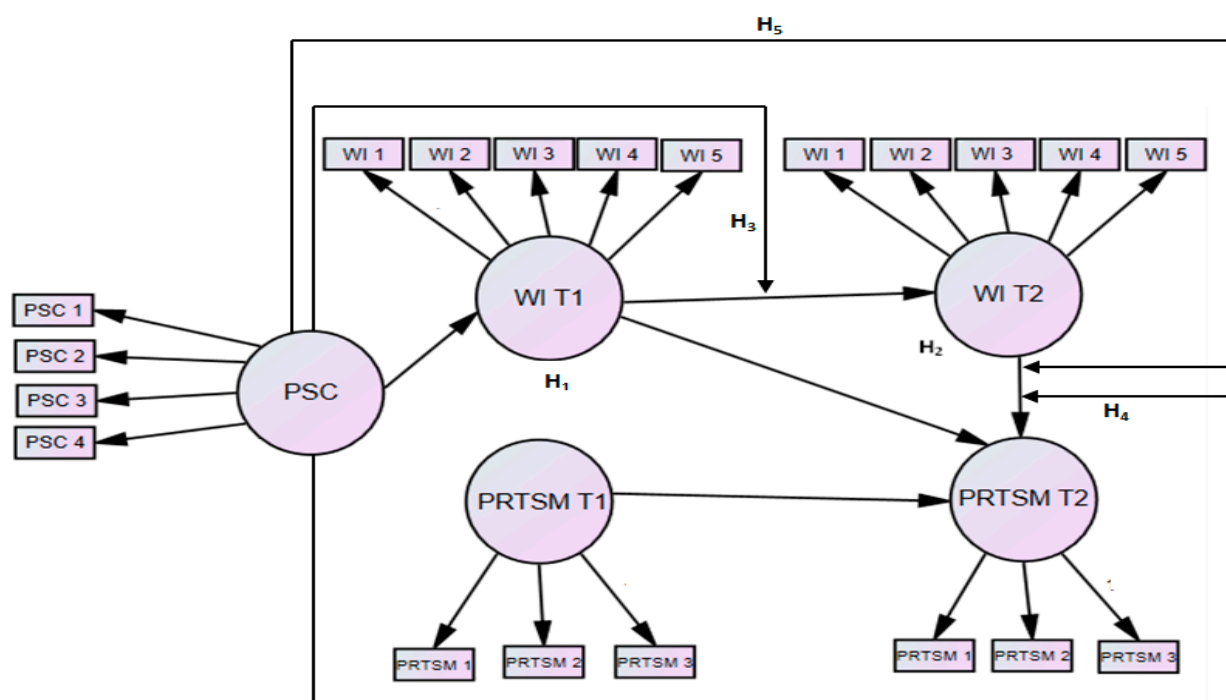 H₅
WI 1
WI 2
WI 3
WI 4
WI 5
WI 1
WI 2
WI 3
WI 4
WI 5
H₃
WI T1
WI T2
PSC 1
PSC 2
PSC 3
PSC 4
PSC
H₁
H₂
H₄
PRTSM T1
PRTSM T2
PRTSM 1
PRTSM 2
PRTSM 3
PRTSM 1
PRTSM 2
PRTSM 3